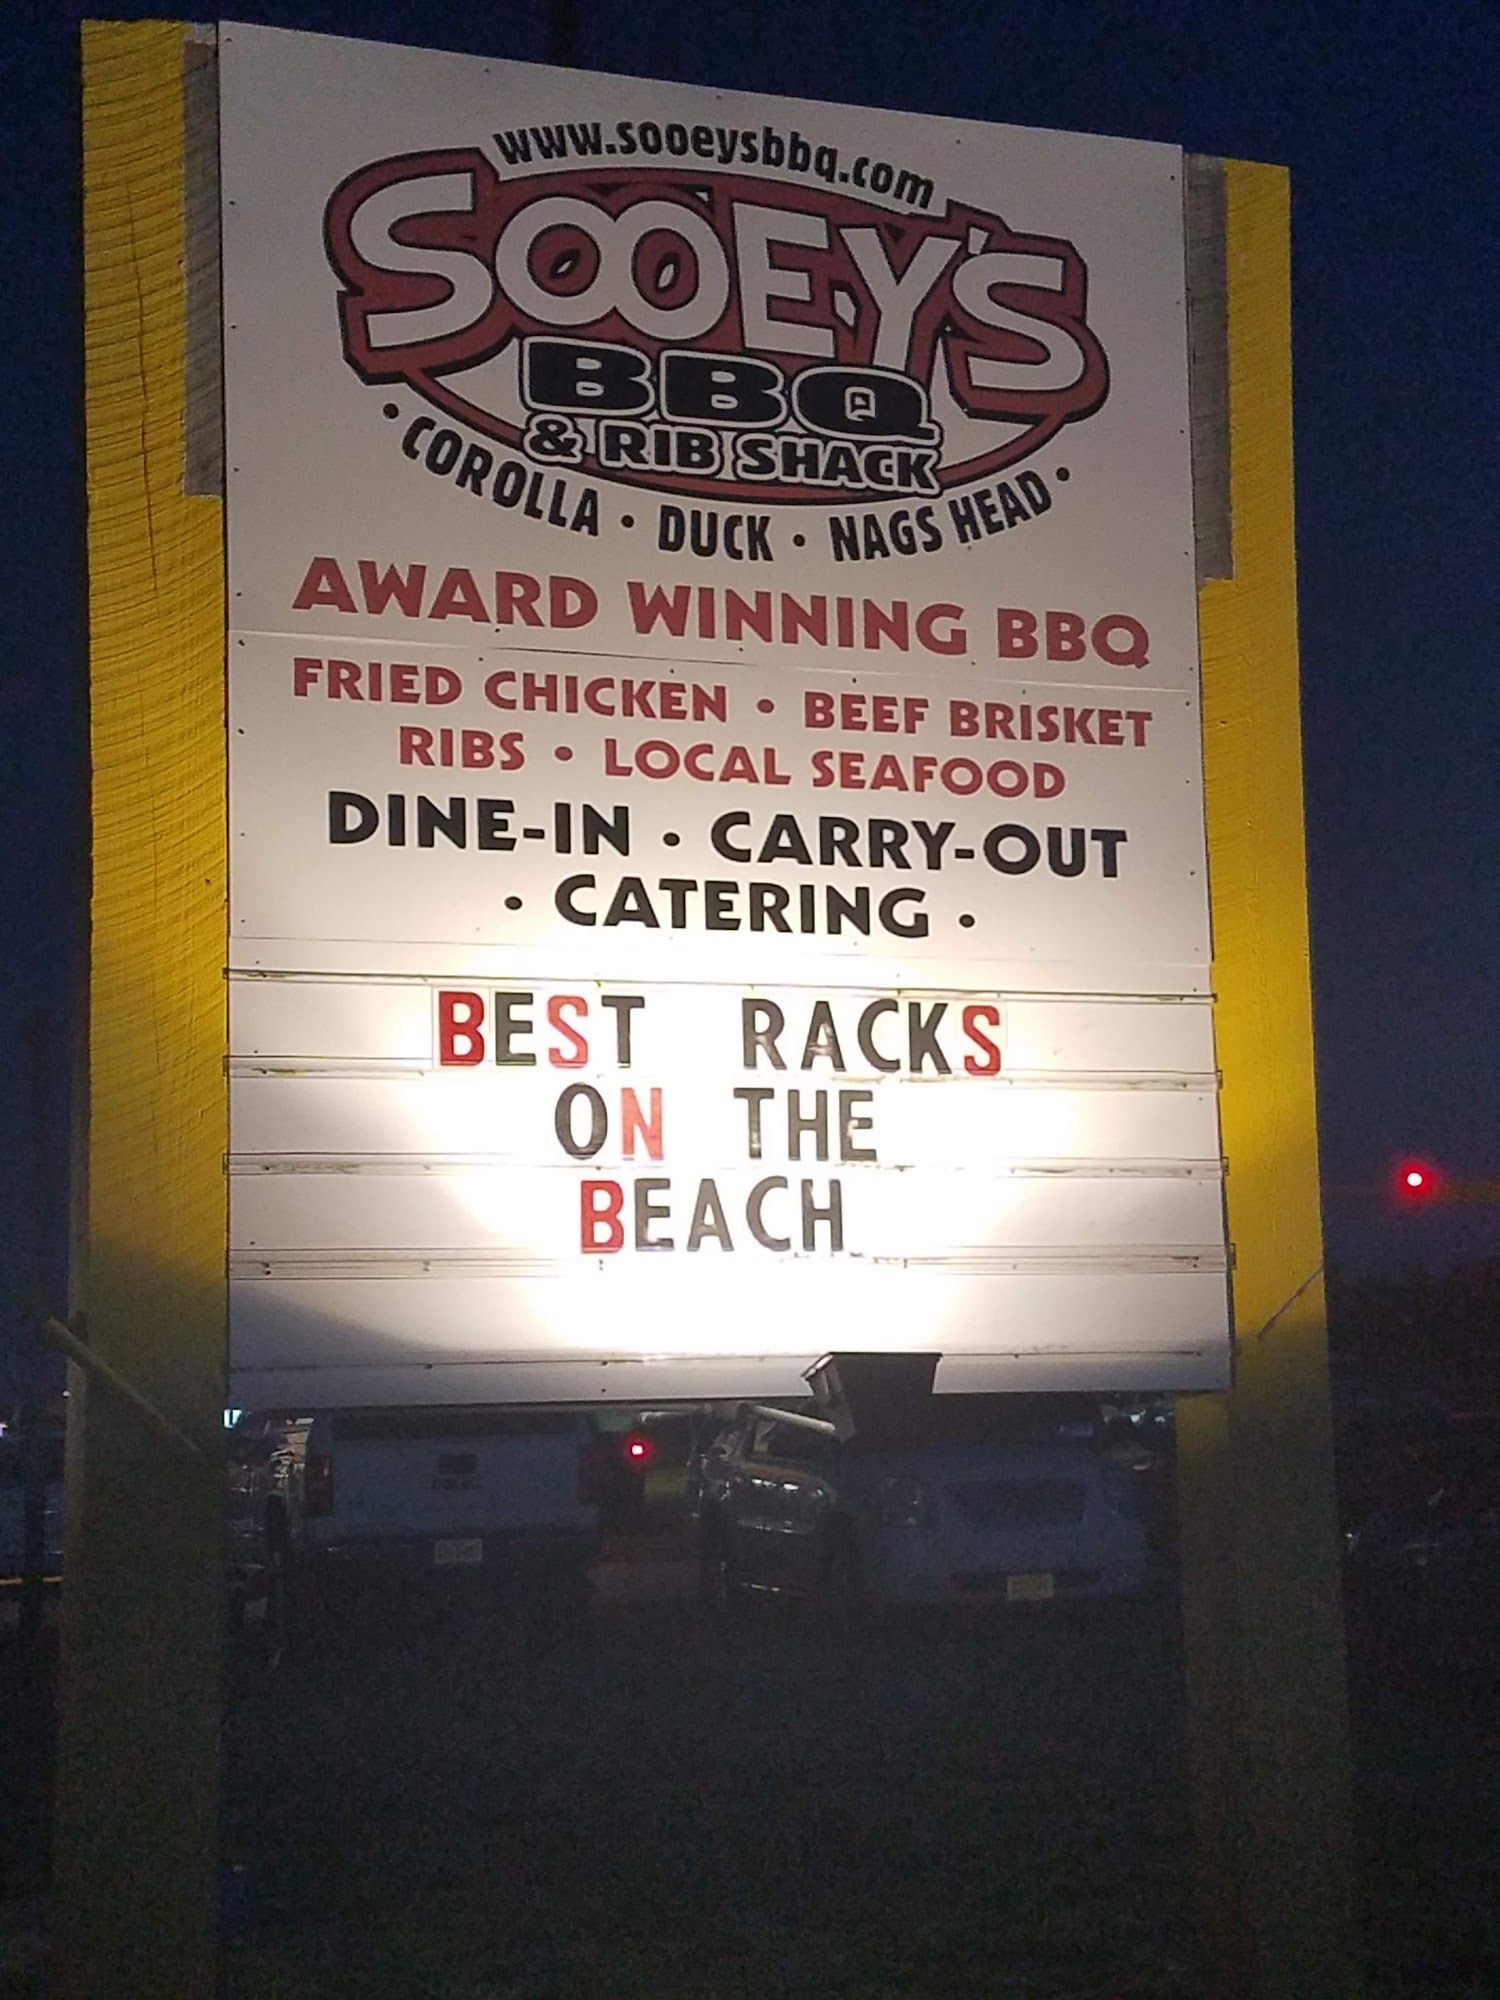 www.sooeysbbq.com
SOOEY'S
BBQ
& RIB SHACK
• COROLLA • DUCK • NAGS HEAD •
AWARD WINNING BBQ
FRIED CHICKEN • BEEF BRISKET
RIBS • LOCAL SEAFOOD
DINE-IN • CARRY-OUT
• CATERING •
BEST RACKS
ON THE
BEACH